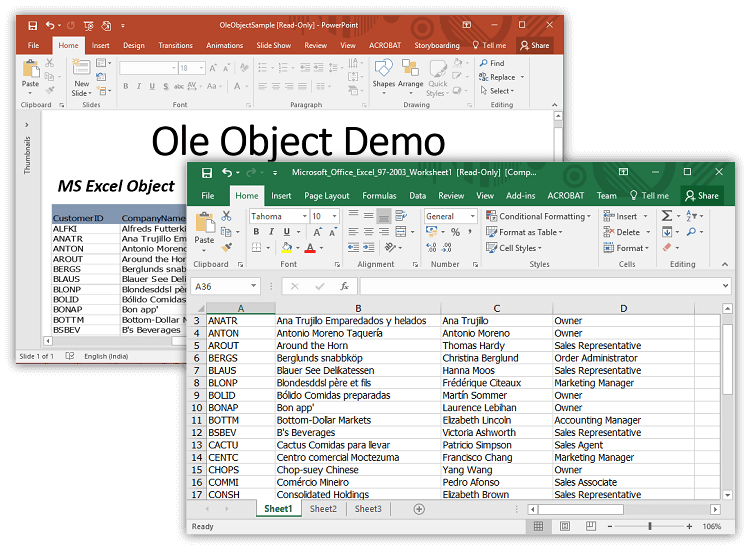 OleObjectSample [Read-Only] - PowerPoint
File Home Insert Design Transitions Animations Slide Show Review View ACROBAT Storyboarding Tell me Share
Paste New Slide 18 Shapes Arrange Quick Styles Find Replace Select
B I U S abc AV Aa A
Clipboard Slides Font Paragraph Drawing Editing
Thumbnails
Ole Object Demo
MS Excel Object
CustomerID CompanyName
ALFKI Alfreds Futterki
ANATR Ana Trujillo Em
ANTON Antonio Moreno
AROUT Around the Horn
BERGS Berglunds snabb
BLAUS Blauer See Deli
BLONP Blondesddsl pèr
BOLID Bólido Comidas
BONAP Bon app'
BOTTM Bottom-Dollar M
BSBEV B's Beverages
Slide 1 of 1 English (India)
Microsoft_Office_Excel_97-2003_Worksheet1 [Read-Only] [Comp...
File Home Insert Page Layout Formulas Data Review View Add-ins ACROBAT Team Tell me Share
Paste Tahoma 10 General Conditional Formatting Insert
B I U A A $ % , Format as Table Delete
Cell Styles Format
Clipboard Font Alignment Number Styles Cells Editing
A36 fx
A B C D
3 ANATR Ana Trujillo Emparedados y helados Ana Trujillo Owner
4 ANTON Antonio Moreno Taquería Antonio Moreno Owner
5 AROUT Around the Horn Thomas Hardy Sales Representative
6 BERGS Berglunds snabbköp Christina Berglund Order Administrator
7 BLAUS Blauer See Delikatessen Hanna Moos Sales Representative
8 BLONP Blondesddsl père et fils Frédérique Citeaux Marketing Manager
9 BOLID Bólido Comidas preparadas Martín Sommer Owner
10 BONAP Bon app' Laurence Lebihan Owner
11 BOTTM Bottom-Dollar Markets Elizabeth Lincoln Accounting Manager
12 BSBEV B's Beverages Victoria Ashworth Sales Representative
13 CACTU Cactus Comidas para llevar Patricio Simpson Sales Agent
14 CENTC Centro comercial Moctezuma Francisco Chang Marketing Manager
15 CHOPS Chop-suey Chinese Yang Wang Owner
16 COMMI Comércio Mineiro Pedro Afonso Sales Associate
17 CONSH Consolidated Holdings Elizabeth Brown Sales Representative
Sheet1 Sheet2 Sheet3
Ready 106%